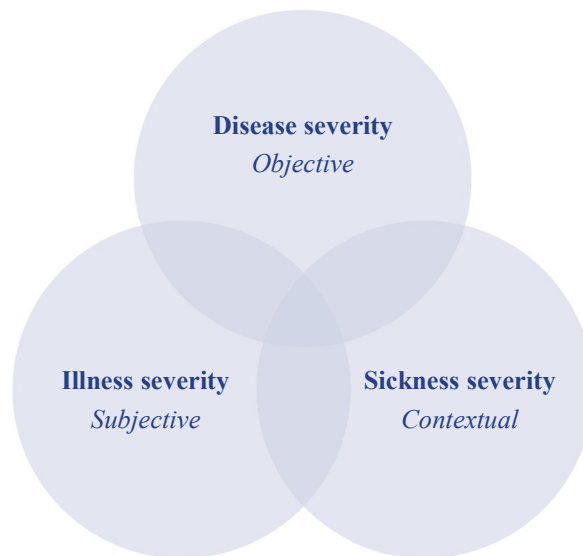 Disease severity
Objective
Illness severity
Subjective
Sickness severity
Contextual